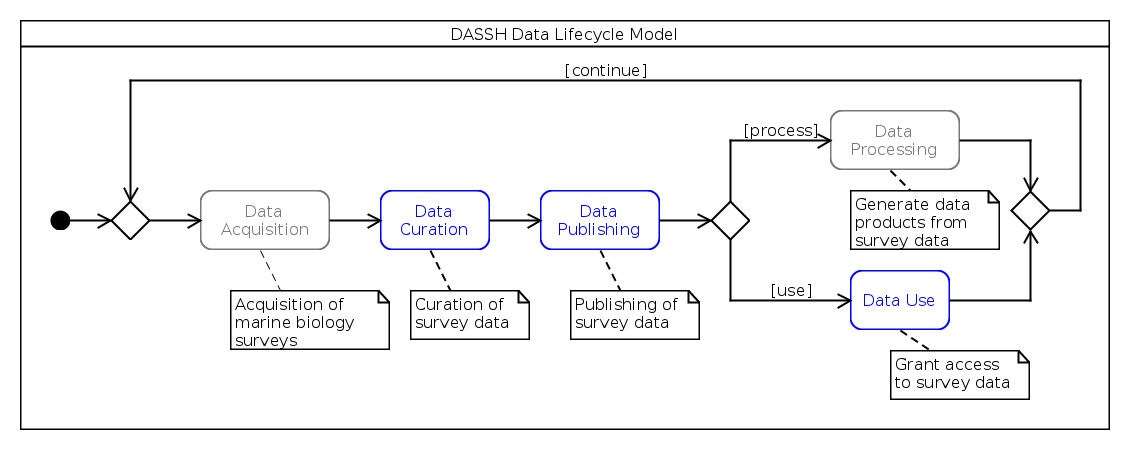 DASSH Data Lifecycle Model
[continue]
[process]
Data
Processing
Generate data
products from
survey data
Data
Acquisition
Data
Curation
Data
Publishing
Acquisition of
marine biology
surveys
Curation of
survey data
Publishing of
survey data
[use]
Data Use
Grant access
to survey data